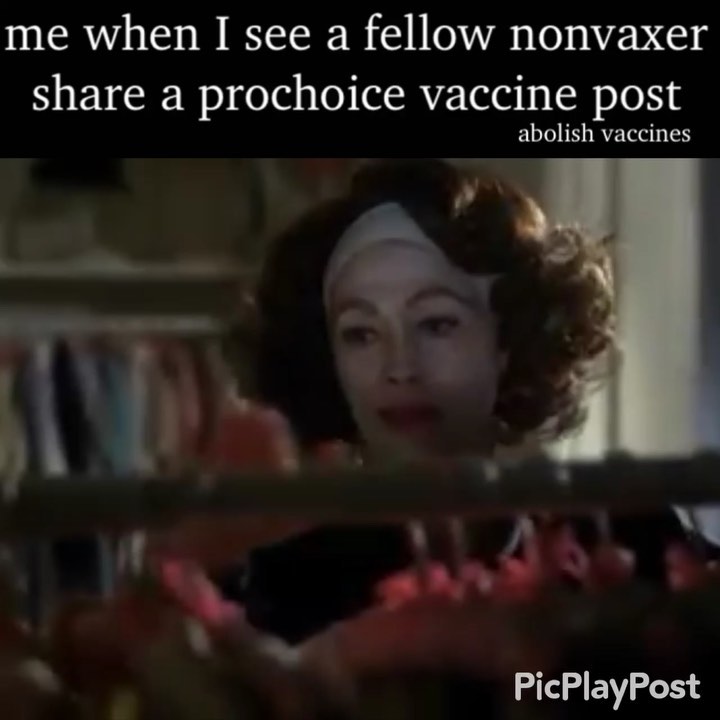 me when I see a fellow nonvaxer
share a prochoice vaccine post
abolish vaccines
PicPlayPost